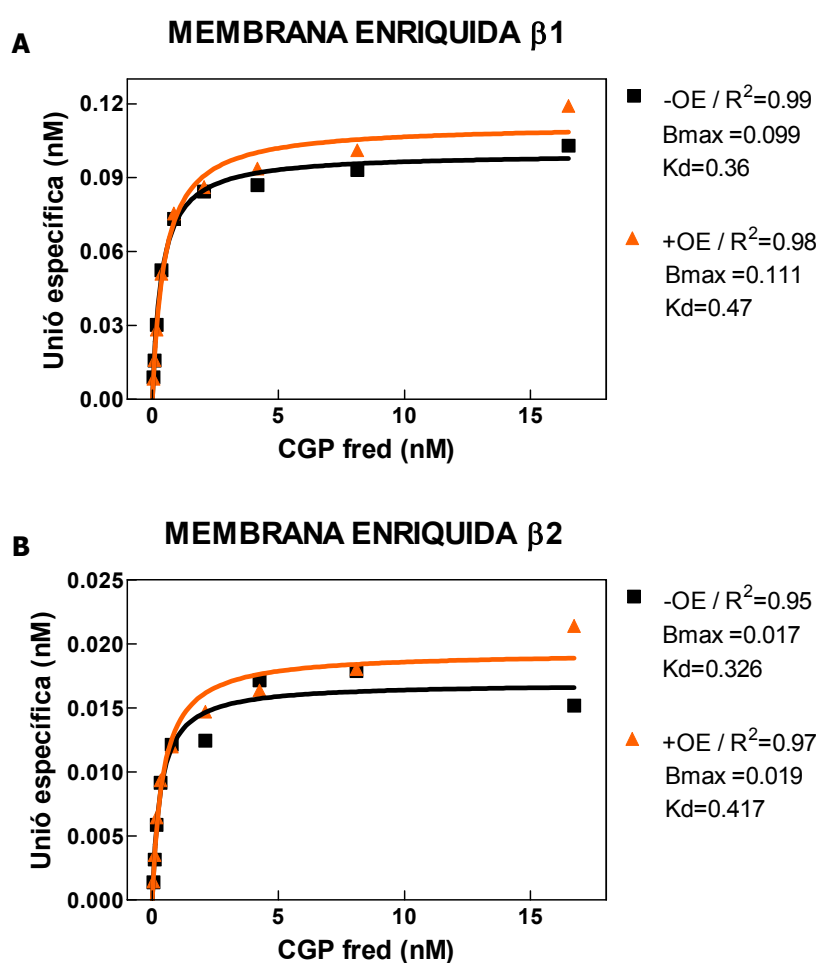 A
MEMBRANA ENRIQUIDA β1
Unió específica (nM)
0.12
0.09
0.06
0.03
0.00
0 5 10 15
CGP fred (nM)
-OE / R²=0.99
Bmax =0.099
Kd=0.36
+OE / R²=0.98
Bmax =0.111
Kd=0.47
B
MEMBRANA ENRIQUIDA β2
Unió específica (nM)
0.025
0.020
0.015
0.010
0.005
0.000
0 5 10 15
CGP fred (nM)
-OE / R²=0.95
Bmax =0.017
Kd=0.326
+OE / R²=0.97
Bmax =0.019
Kd=0.417